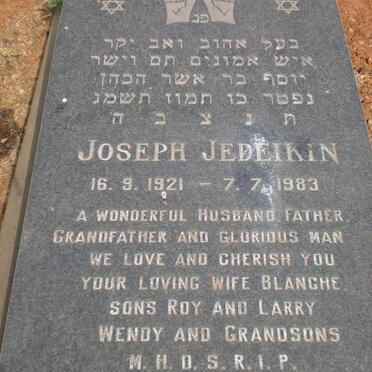 פנ
בעל אהוב ואב יקר
איש אמונים תם וישר
יוסף בר אשר הכהן
נפטר כו תמוז תשמג
תנצבה
JOSEPH JEDEIKIN
16.9.1921 - 7.7.1983
A WONDERFUL HUSBAND, FATHER
GRANDFATHER AND GLORIOUS MAN
WE LOVE AND CHERISH YOU
YOUR LOVING WIFE BLANCHE
SONS ROY AND LARRY
WENDY AND GRANDSONS
M.H.D.S.R.I.P.